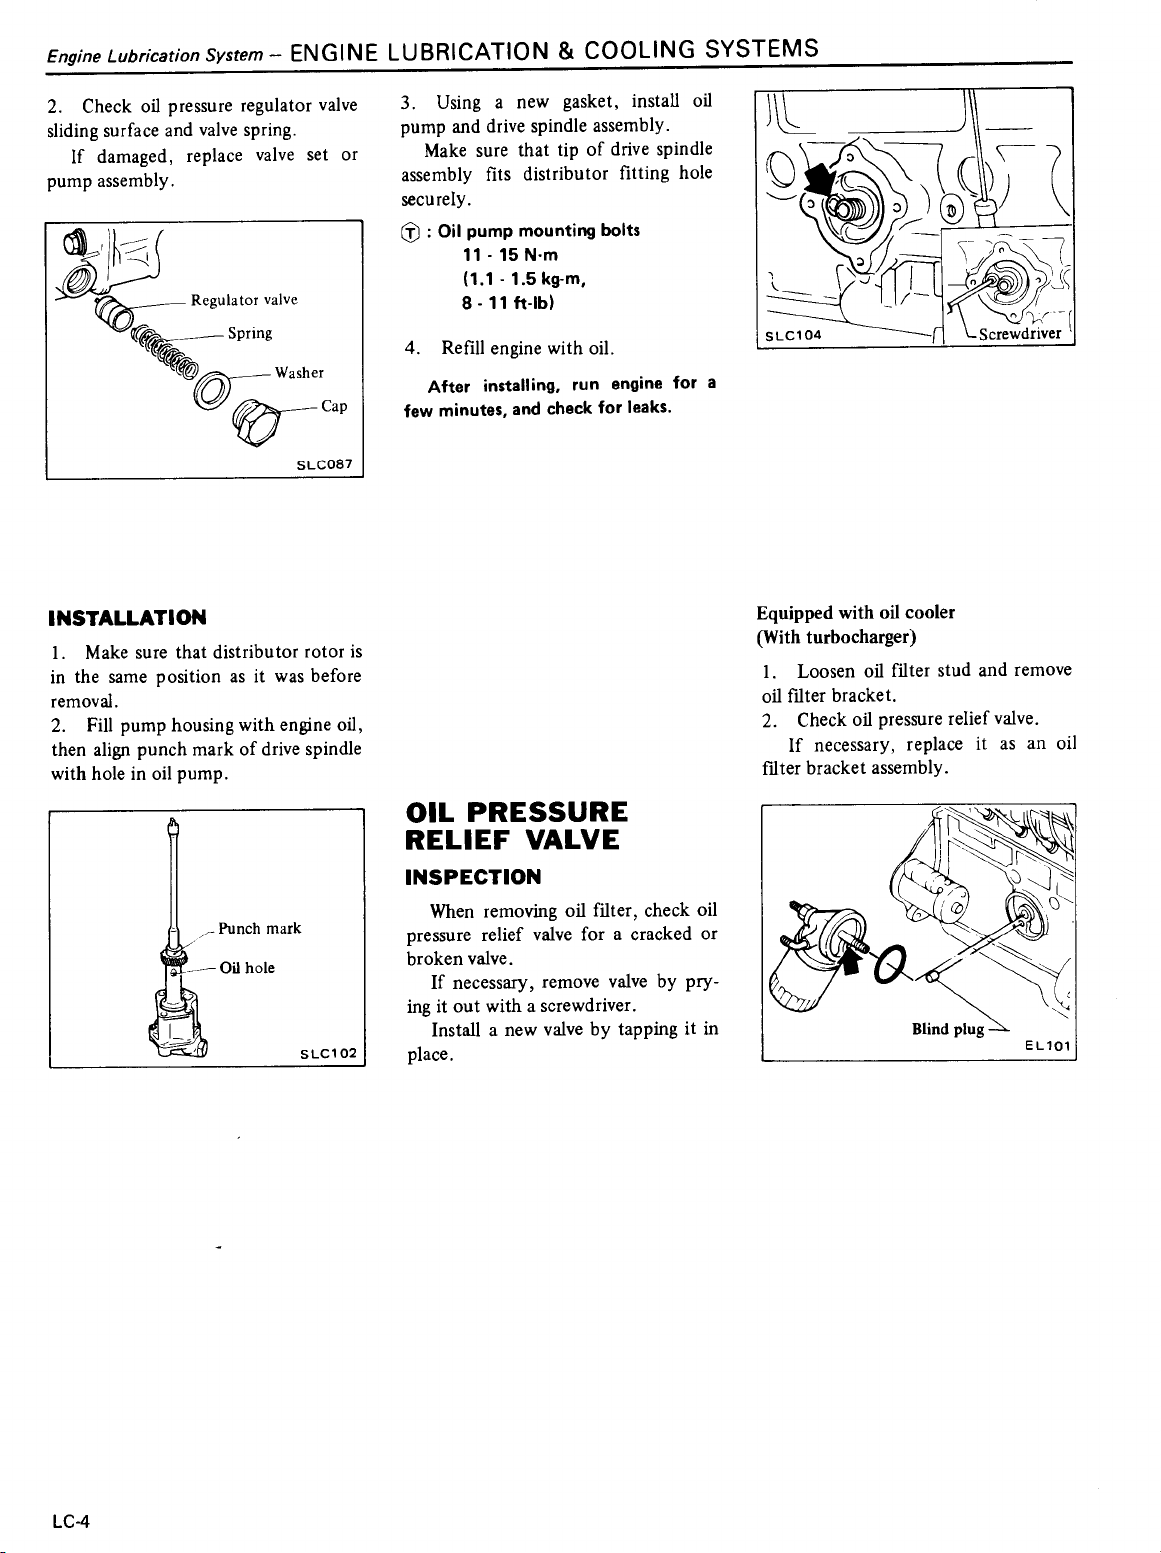 Engine Lubrication System – ENGINE LUBRICATION & COOLING SYSTEMS
2. Check oil pressure regulator valve
sliding surface and valve spring.
If damaged, replace valve set or
pump assembly.
Regulator valve
Spring
Washer
Cap
SLC087
INSTALLATION
1. Make sure that distributor rotor is
in the same position as it was before
removal.
2. Fill pump housing with engine oil,
then align punch mark of drive spindle
with hole in oil pump.
Punch mark
Oil hole
SLC102
3. Using a new gasket, install oil
pump and drive spindle assembly.
Make sure that tip of drive spindle
assembly fits distributor fitting hole
securely.
Ⓣ : Oil pump mounting bolts
11 - 15 N·m
(1.1 - 1.5 kg-m,
8 - 11 ft-lb)
4. Refill engine with oil.
After installing, run engine for a
few minutes, and check for leaks.
OIL PRESSURE
RELIEF VALVE
INSPECTION
When removing oil filter, check oil
pressure relief valve for a cracked or
broken valve.
If necessary, remove valve by pry-
ing it out with a screwdriver.
Install a new valve by tapping it in
place.
SLC104
Screwdriver
Equipped with oil cooler
(With turbocharger)
1. Loosen oil filter stud and remove
oil filter bracket.
2. Check oil pressure relief valve.
If necessary, replace it as an oil
filter bracket assembly.
Blind plug
EL101
LC-4